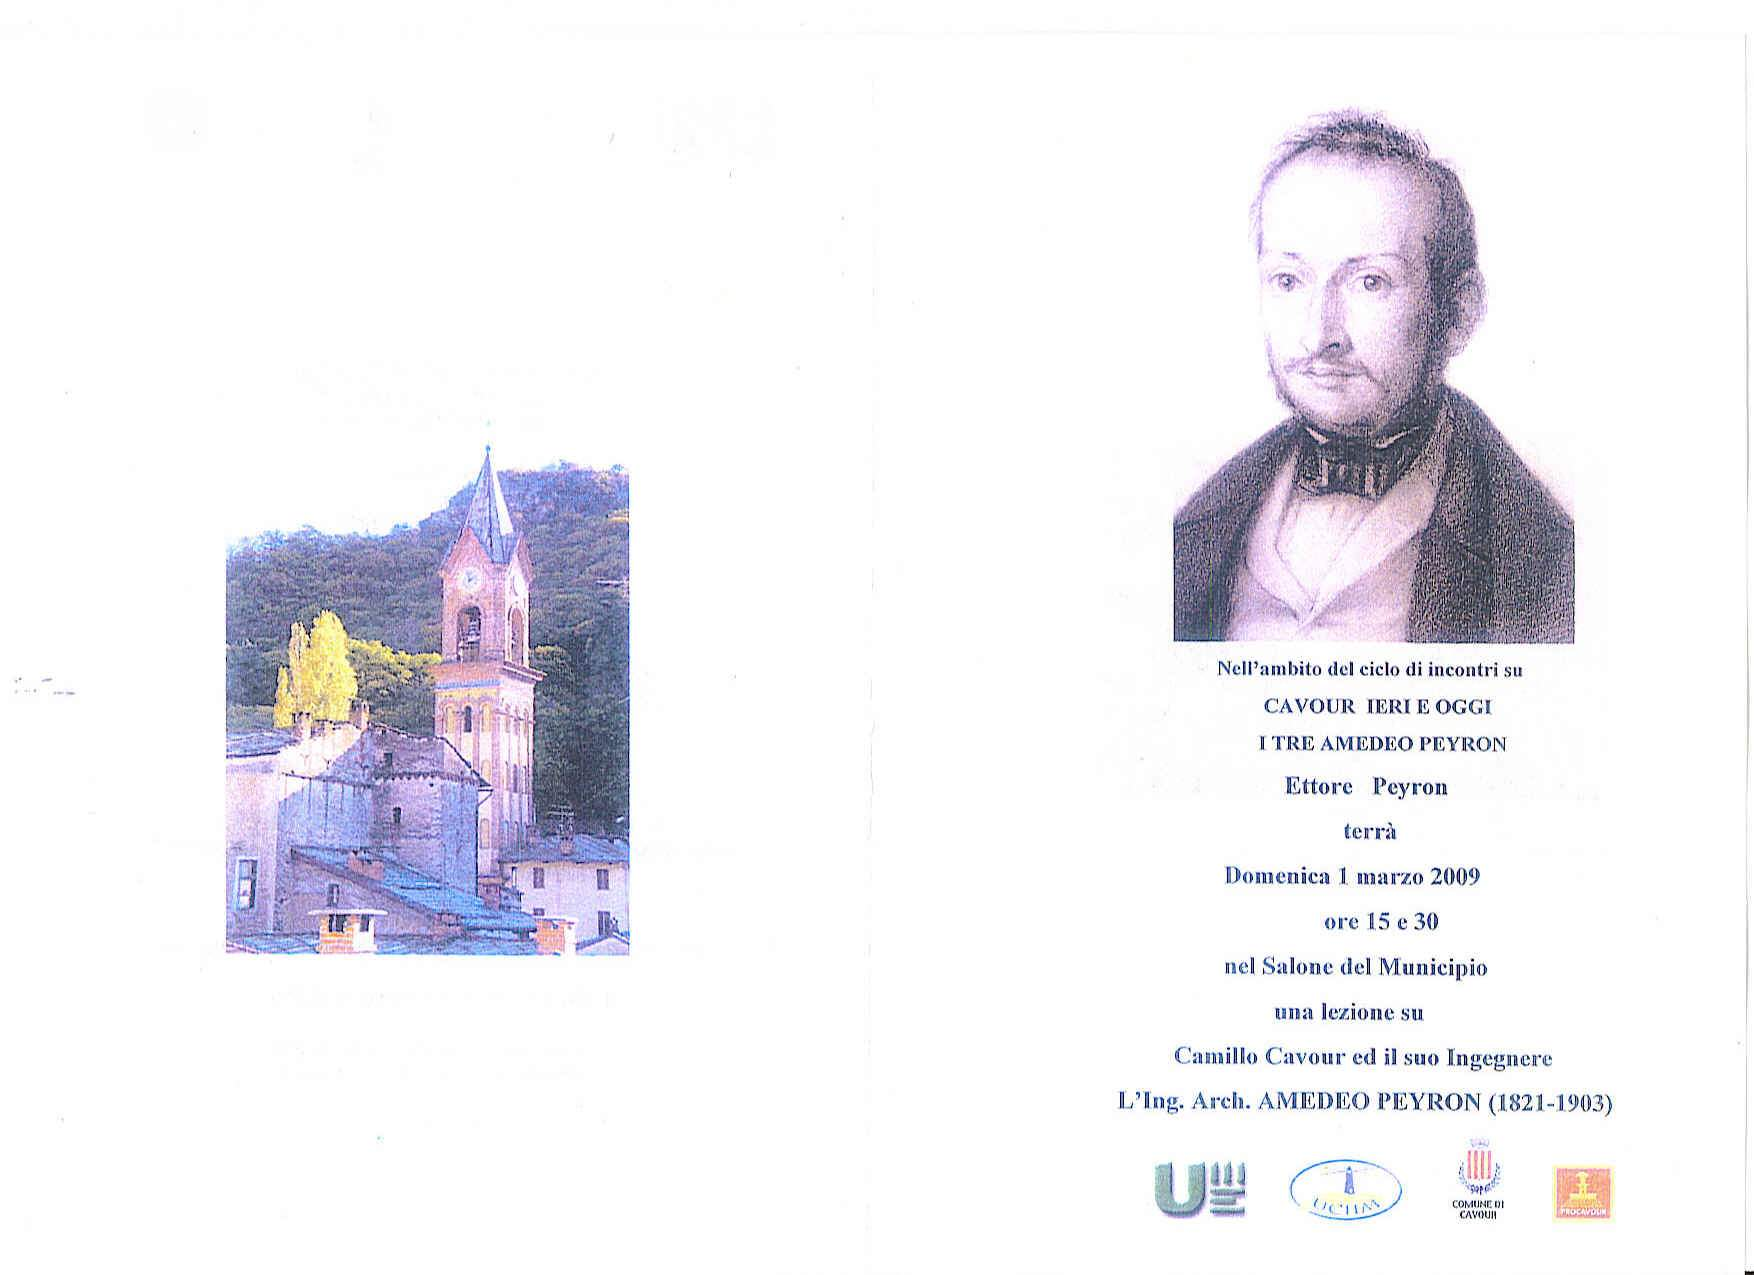 Nell'ambito del ciclo di incontri su
CAVOUR IERI E OGGI
I TRE AMEDEO PEYRON
Ettore Peyron
terrà
Domenica 1 marzo 2009
ore 15 e 30
nel Salone del Municipio
una lezione su
Camillo Cavour ed il suo Ingegnere
L'Ing. Arch. AMEDEO PEYRON (1821-1903)
COMUNE DI
CAVOUR
PROCAVOUR